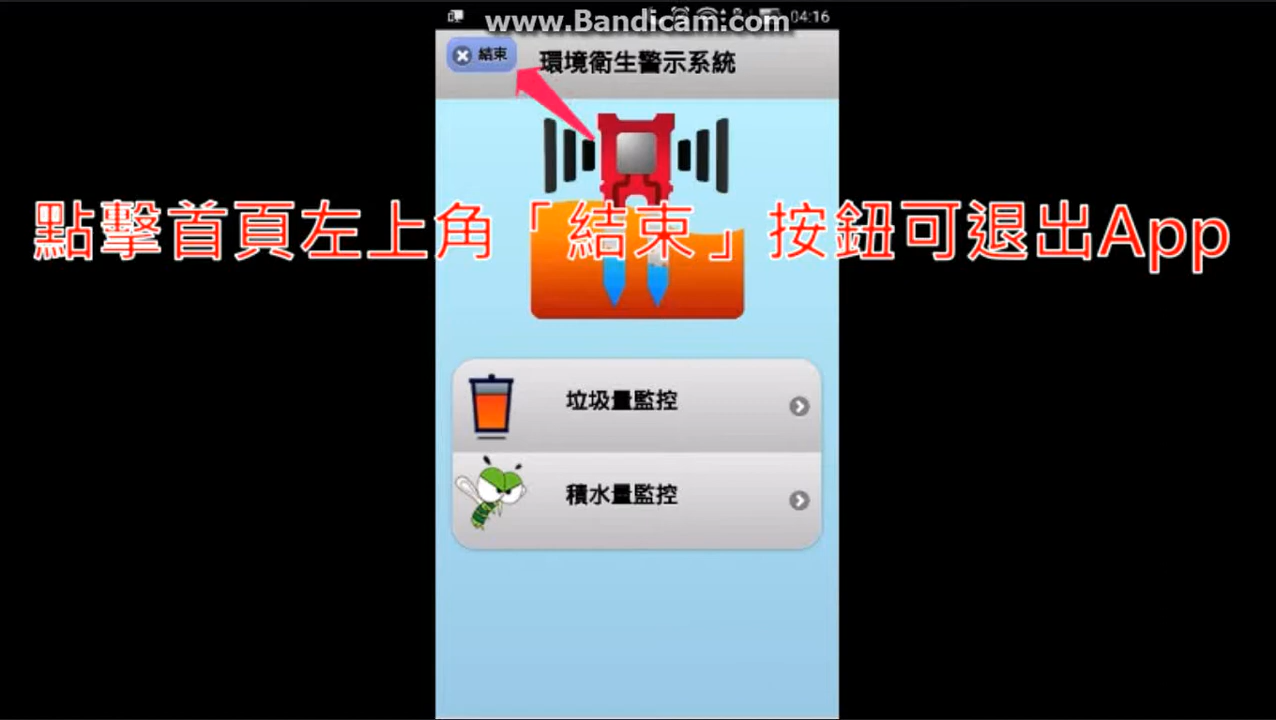 www.Bandicam.com
04:16
結束
環境衛生警示系統
點擊首頁左上角「結束」按鈕可退出App
垃圾量監控
積水量監控